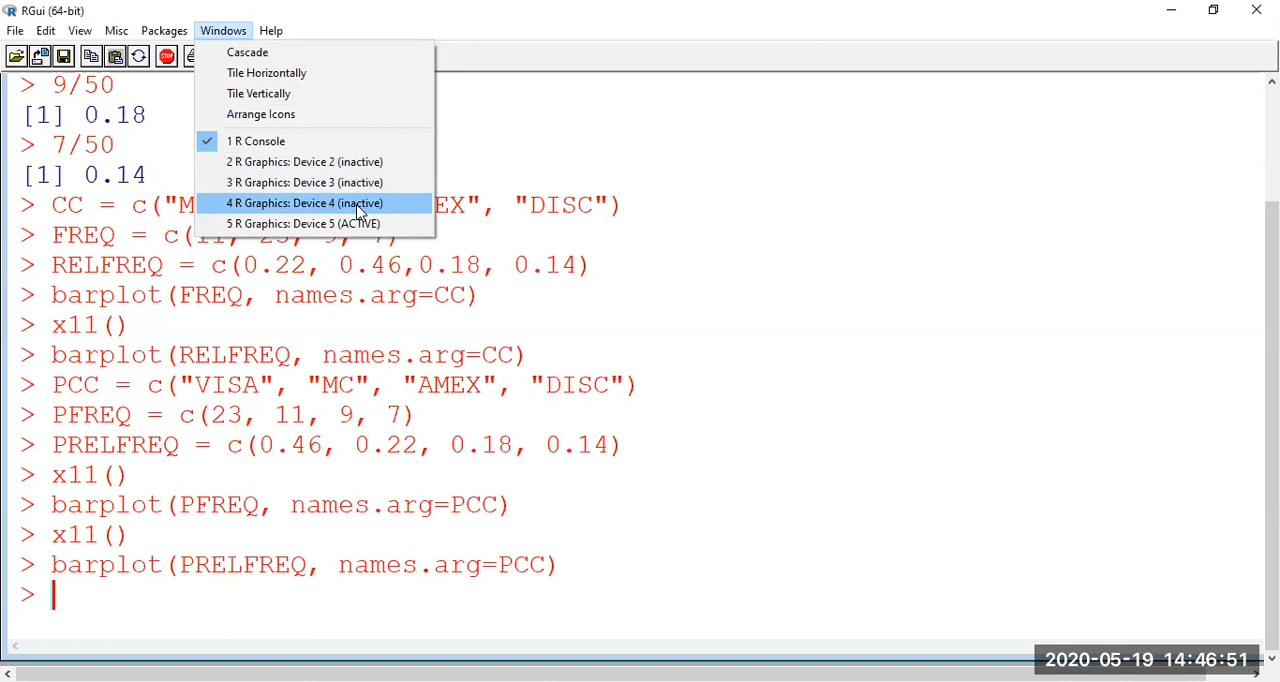 RGui (64-bit)
File Edit View Misc Packages Windows Help
STOP
Cascade
Tile Horizontally
Tile Vertically
Arrange Icons
1 R Console
2 R Graphics: Device 2 (inactive)
3 R Graphics: Device 3 (inactive)
4 R Graphics: Device 4 (inactive)
5 R Graphics: Device 5 (ACTIVE)
> 9/50
[1] 0.18
> 7/50
[1] 0.14
> CC = c("M EX", "DISC")
> FREQ = c(
> RELFREQ = c(0.22, 0.46,0.18, 0.14)
> barplot(FREQ, names.arg=CC)
> x11()
> barplot(RELFREQ, names.arg=CC)
> PCC = c("VISA", "MC", "AMEX", "DISC")
> PFREQ = c(23, 11, 9, 7)
> PRELFREQ = c(0.46, 0.22, 0.18, 0.14)
> x11()
> barplot(PFREQ, names.arg=PCC)
> x11()
> barplot(PRELFREQ, names.arg=PCC)
>
2020-05-19 14:46:51